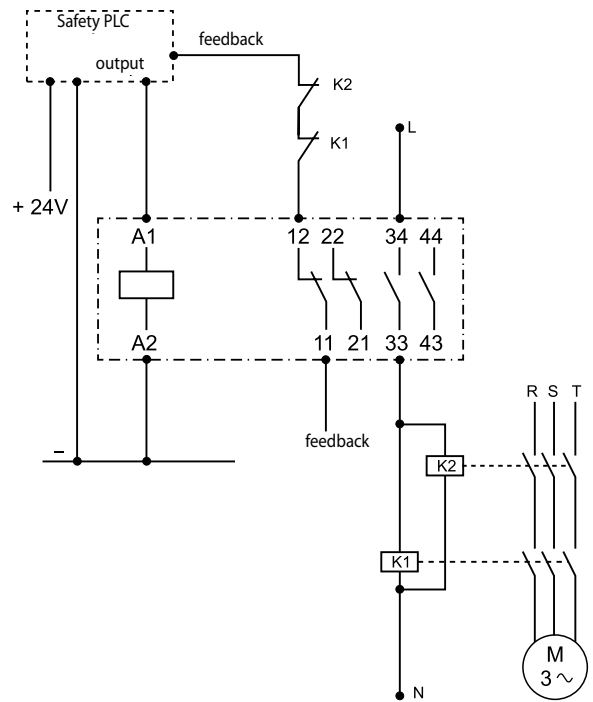 Safety PLC
feedback
output
K2
L
K1
+ 24V
A1 12 22 34 44
A2 11 21 33 43
R S T
feedback
–
K2
K1
M
3 ~
N